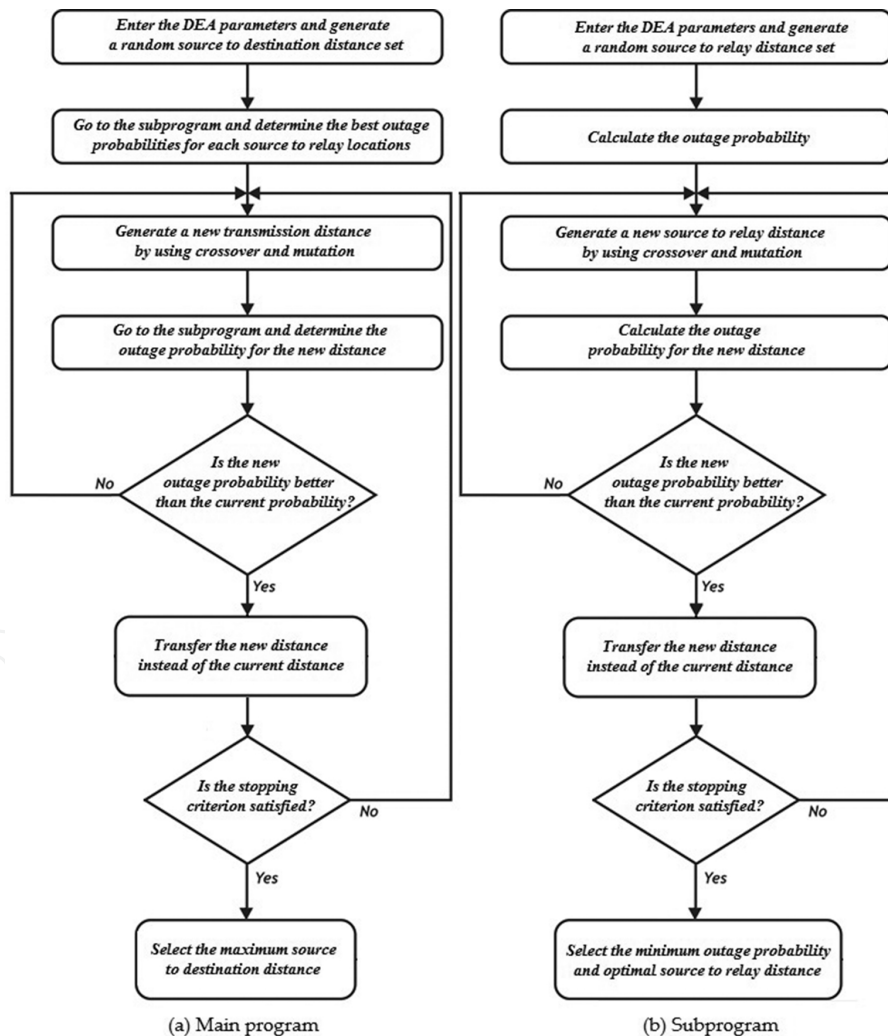 Enter the DEA parameters and generate
a random source to destination distance set
Go to the subprogram and determine the best outage
probabilities for each source to relay locations
Generate a new transmission distance
by using crossover and mutation
Go to the subprogram and determine the
outage probability for the new distance
Is the new
outage probability better
than the current probability?
No
Yes
Transfer the new distance
instead of the current distance
Is the stopping
criterion satisfied?
No
Yes
Select the maximum source
to destination distance
(a) Main program
Enter the DEA parameters and generate
a random source to relay distance set
Calculate the outage probability
Generate a new source to relay distance
by using crossover and mutation
Calculate the outage
probability for the new distance
Is the new
outage probability better
than the current probability?
No
Yes
Transfer the new distance
instead of the current distance
Is the stopping
criterion satisfied?
No
Yes
Select the minimum outage probability
and optimal source to relay distance
(b) Subprogram